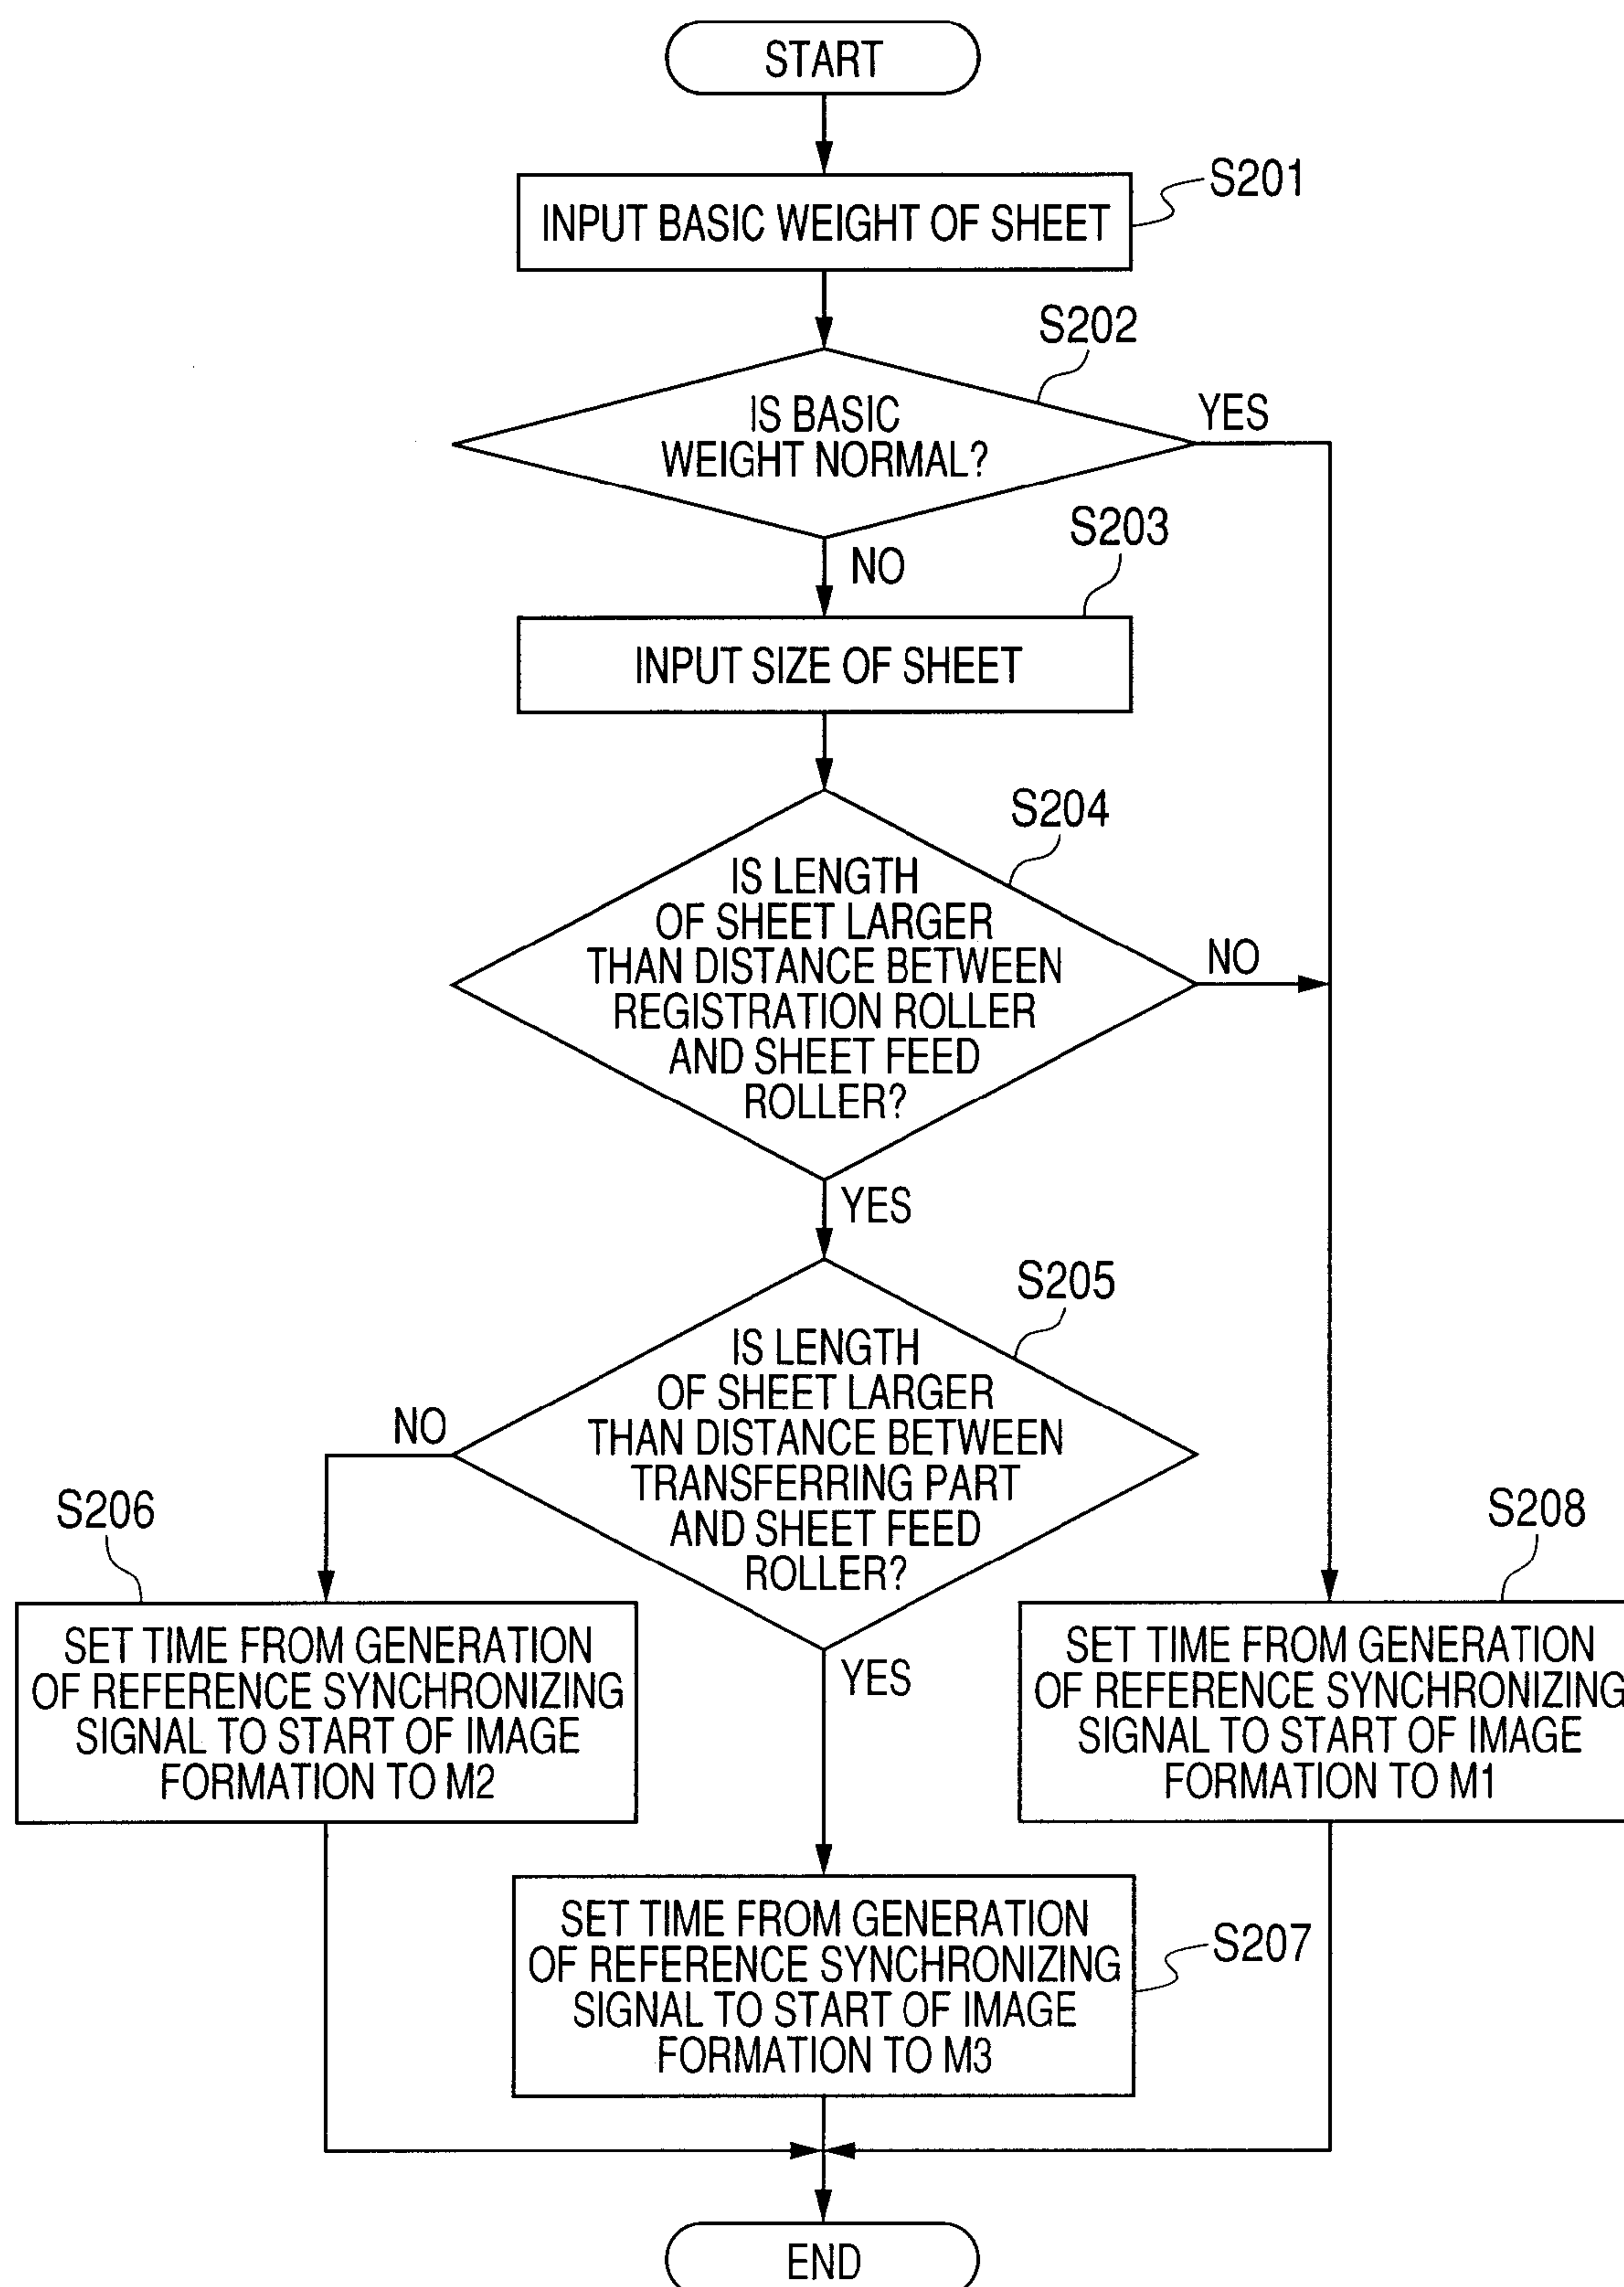 START
S201
INPUT BASIC WEIGHT OF SHEET
S202
IS BASIC
WEIGHT NORMAL?
YES
NO
S203
INPUT SIZE OF SHEET
S204
IS LENGTH
OF SHEET LARGER
THAN DISTANCE BETWEEN
REGISTRATION ROLLER
AND SHEET FEED
ROLLER?
NO
YES
S205
IS LENGTH
OF SHEET LARGER
THAN DISTANCE BETWEEN
TRANSFERRING PART
AND SHEET FEED
ROLLER?
NO
YES
S206
SET TIME FROM GENERATION
OF REFERENCE SYNCHRONIZING
SIGNAL TO START OF IMAGE
FORMATION TO M2
S208
SET TIME FROM GENERATION
OF REFERENCE SYNCHRONIZING
SIGNAL TO START OF IMAGE
FORMATION TO M1
SET TIME FROM GENERATION
OF REFERENCE SYNCHRONIZING
SIGNAL TO START OF IMAGE
FORMATION TO M3
S207
END